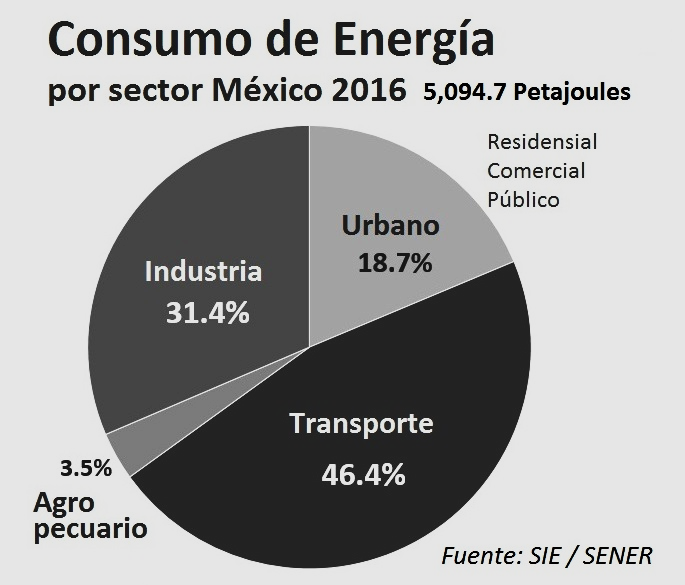 Consumo de Energía
por sector México 2016 5,094.7 Petajoules
Residensial
Comercial
Público
Urbano
18.7%
Industria
31.4%
Transporte
46.4%
3.5%
Agro
pecuario
Fuente: SIE / SENER